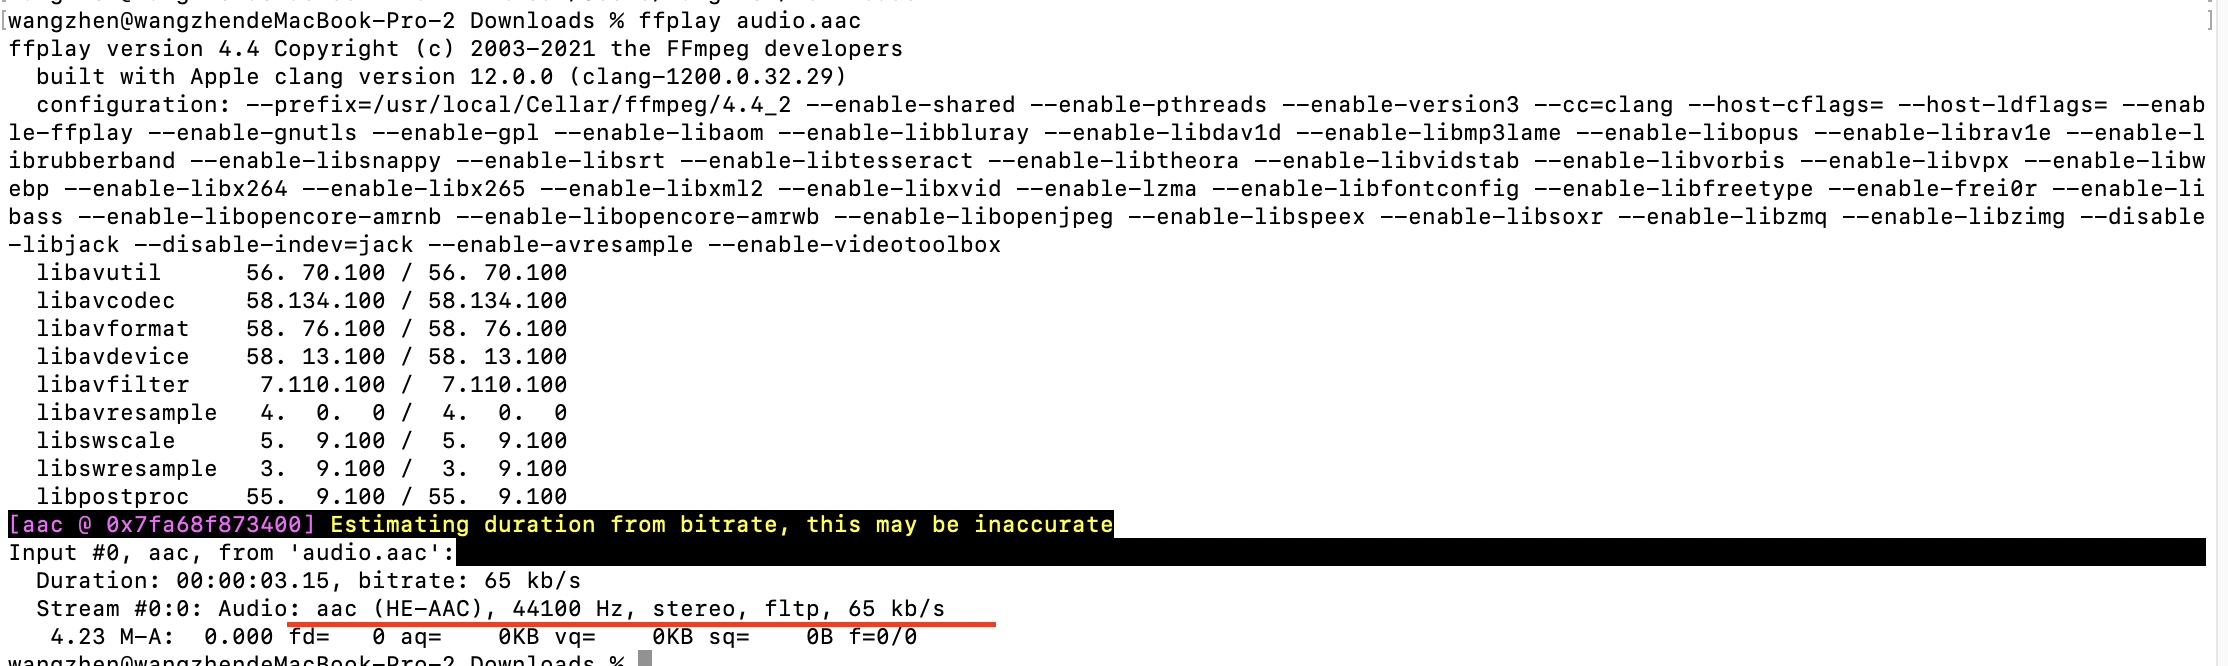 wangzhen@wangzhendeMacBook-Pro-2 Downloads % ffplay audio.aac
ffplay version 4.4 Copyright (c) 2003-2021 the FFmpeg developers
  built with Apple clang version 12.0.0 (clang-1200.0.32.29)
  configuration: --prefix=/usr/local/Cellar/ffmpeg/4.4_2 --enable-shared --enable-pthreads --enable-version3 --cc=clang --host-cflags= --host-ldflags= --enab
le-ffplay --enable-gnutls --enable-gpl --enable-libaom --enable-libbluray --enable-libdav1d --enable-libmp3lame --enable-libopus --enable-librav1e --enable-l
ibrubberband --enable-libsnappy --enable-libsrt --enable-libtesseract --enable-libtheora --enable-libvidstab --enable-libvorbis --enable-libvpx --enable-libw
ebp --enable-libx264 --enable-libx265 --enable-libxml2 --enable-libxvid --enable-lzma --enable-libfontconfig --enable-libfreetype --enable-frei0r --enable-li
bass --enable-libopencore-amrnb --enable-libopencore-amrwb --enable-libopenjpeg --enable-libspeex --enable-libsoxr --enable-libzmq --enable-libzimg --disable
-libjack --disable-indev=jack --enable-avresample --enable-videotoolbox
  libavutil      56. 70.100 / 56. 70.100
  libavcodec     58.134.100 / 58.134.100
  libavformat    58. 76.100 / 58. 76.100
  libavdevice    58. 13.100 / 58. 13.100
  libavfilter     7.110.100 /  7.110.100
  libavresample   4.  0.  0 /  4.  0.  0
  libswscale      5.  9.100 /  5.  9.100
  libswresample   3.  9.100 /  3.  9.100
  libpostproc    55.  9.100 / 55.  9.100
[aac @ 0x7fa68f873400] Estimating duration from bitrate, this may be inaccurate
Input #0, aac, from 'audio.aac':
  Duration: 00:00:03.15, bitrate: 65 kb/s
  Stream #0:0: Audio: aac (HE-AAC), 44100 Hz, stereo, fltp, 65 kb/s
   4.23 M-A:  0.000 fd=   0 aq=    0KB vq=    0KB sq=    0B f=0/0
wangzhen@wangzhendeMacBook-Pro-2 Downloads %